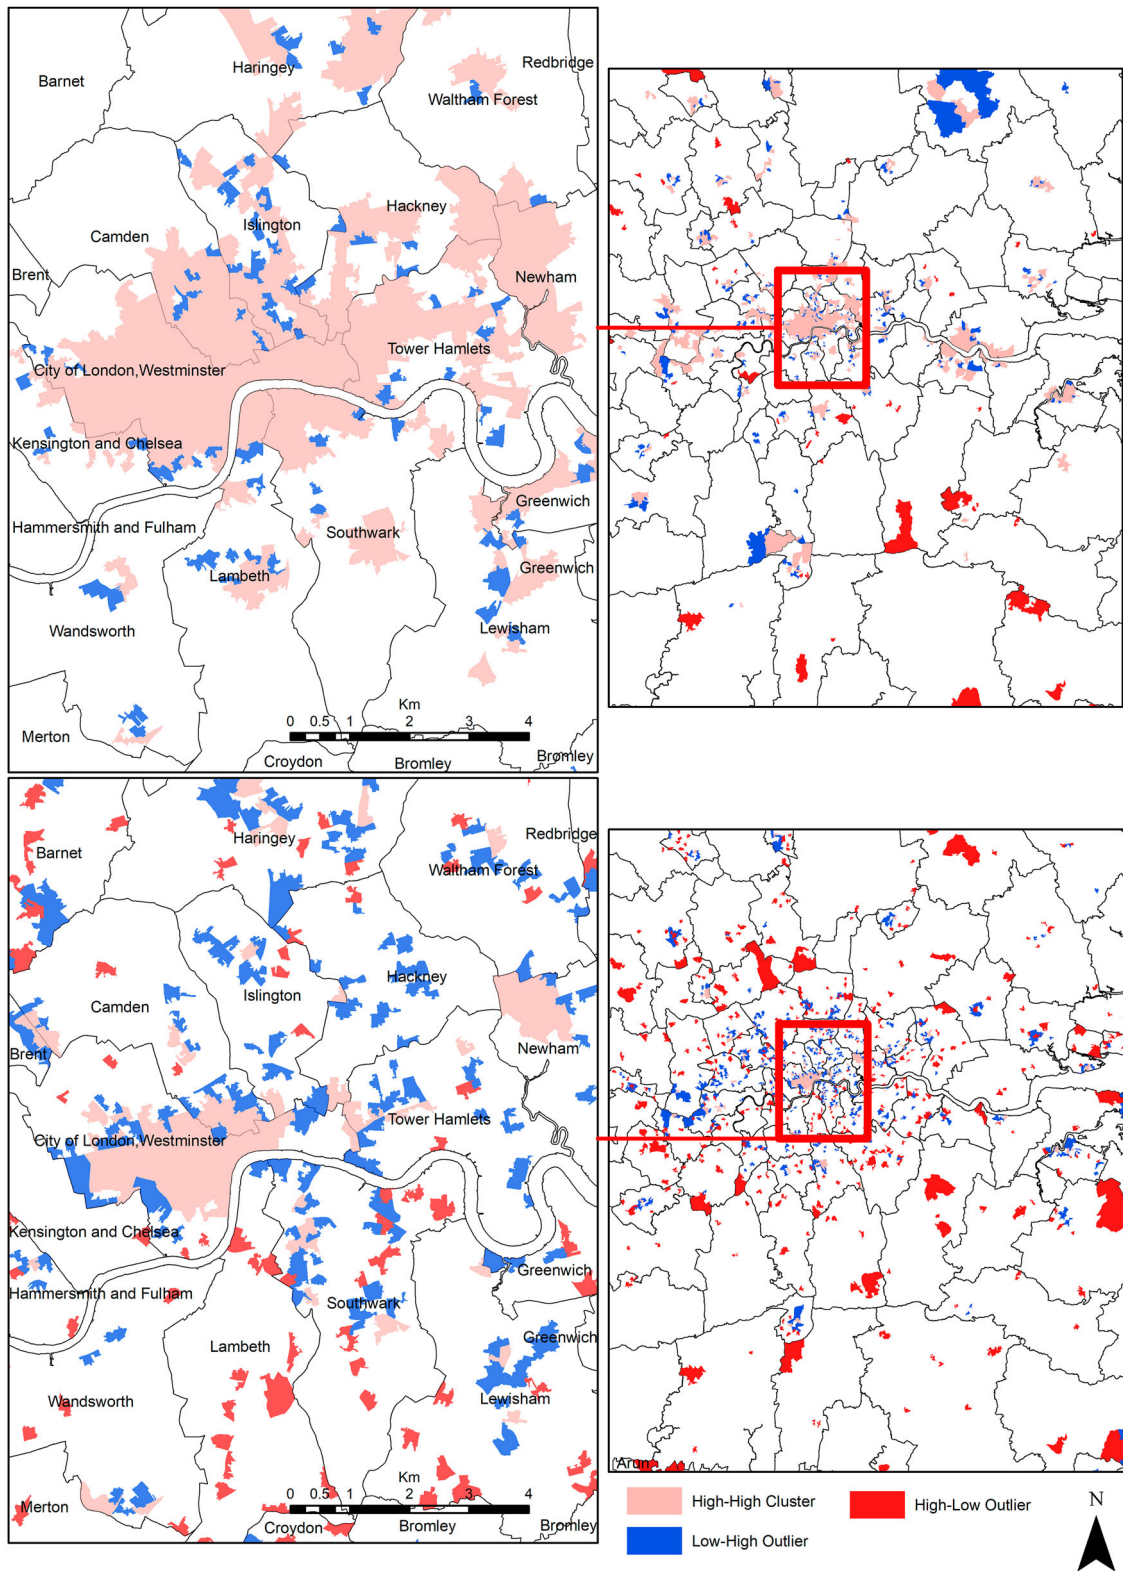 Haringey
Barnet
Redbridge
Waltham Forest
Hackney
Islington
Camden
Brent
Newham
Tower Hamlets
City of London,Westminster
Kensington and Chelsea
Greenwich
Hammersmith and Fulham
Southwark
Greenwich
Lambeth
Lewisham
Wandsworth
Km
0 0.5 1 2 3 4
Merton
Croydon
Bromley
Bromley
Haringey
Redbridge
Barnet
Waltham Forest
Hackney
Islington
Camden
Brent
Newham
Tower Hamlets
City of London,Westminster
Kensington and Chelsea
Greenwich
Hammersmith and Fulham
Southwark
Greenwich
Lambeth
Lewisham
Wandsworth
Km
0 0.5 1 2 3 4
Merton
Croydon
Bromley
Bromley
Arun
High-High Cluster
High-Low Outlier
Low-High Outlier
N